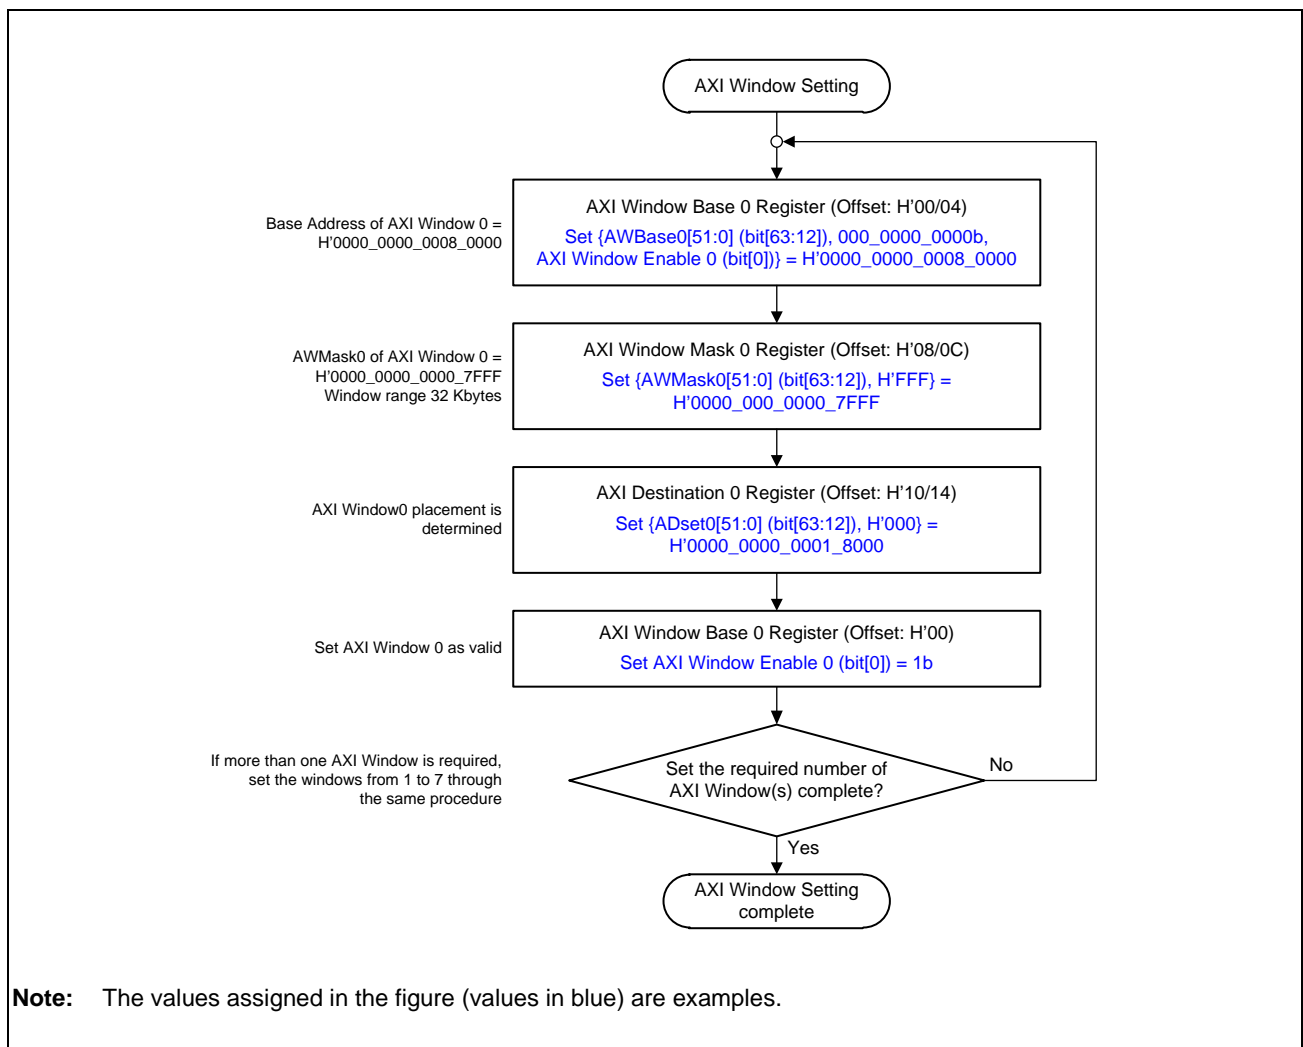 AXI Window Setting
Base Address of AXI Window 0 =
H'0000_0000_0008_0000
AXI Window Base 0 Register (Offset: H'00/04)
Set {AWBase0[51:0] (bit[63:12]), 000_0000_0000b,
AXI Window Enable 0 (bit[0])} = H'0000_0000_0008_0000
AWMask0 of AXI Window 0 =
H'0000_0000_0000_7FFF
Window range 32 Kbytes
AXI Window Mask 0 Register (Offset: H'08/0C)
Set {AWMask0[51:0] (bit[63:12]), H'FFF} =
H'0000_000_0000_7FFF
AXI Window0 placement is
determined
AXI Destination 0 Register (Offset: H'10/14)
Set {ADset0[51:0] (bit[63:12]), H'000} =
H'0000_0000_0001_8000
Set AXI Window 0 as valid
AXI Window Base 0 Register (Offset: H'00)
Set AXI Window Enable 0 (bit[0]) = 1b
If more than one AXI Window is required,
set the windows from 1 to 7 through
the same procedure
Set the required number of
AXI Window(s) complete?
No
Yes
AXI Window Setting
complete
Note: The values assigned in the figure (values in blue) are examples.